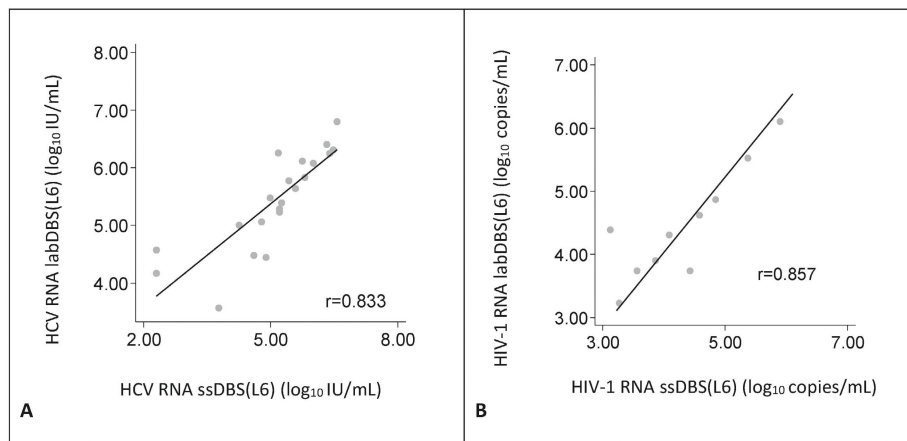 HCV RNA labDBS(L6) (log₁₀ IU/mL)
8.00
7.00
6.00
5.00
4.00
r=0.833
2.00 5.00 8.00
HCV RNA ssDBS(L6) (log₁₀ IU/mL)
A
HIV-1 RNA labDBS(L6) (log₁₀ copies/mL)
7.00
6.00
5.00
4.00
3.00
r=0.857
3.00 5.00 7.00
HIV-1 RNA ssDBS(L6) (log₁₀ copies/mL)
B